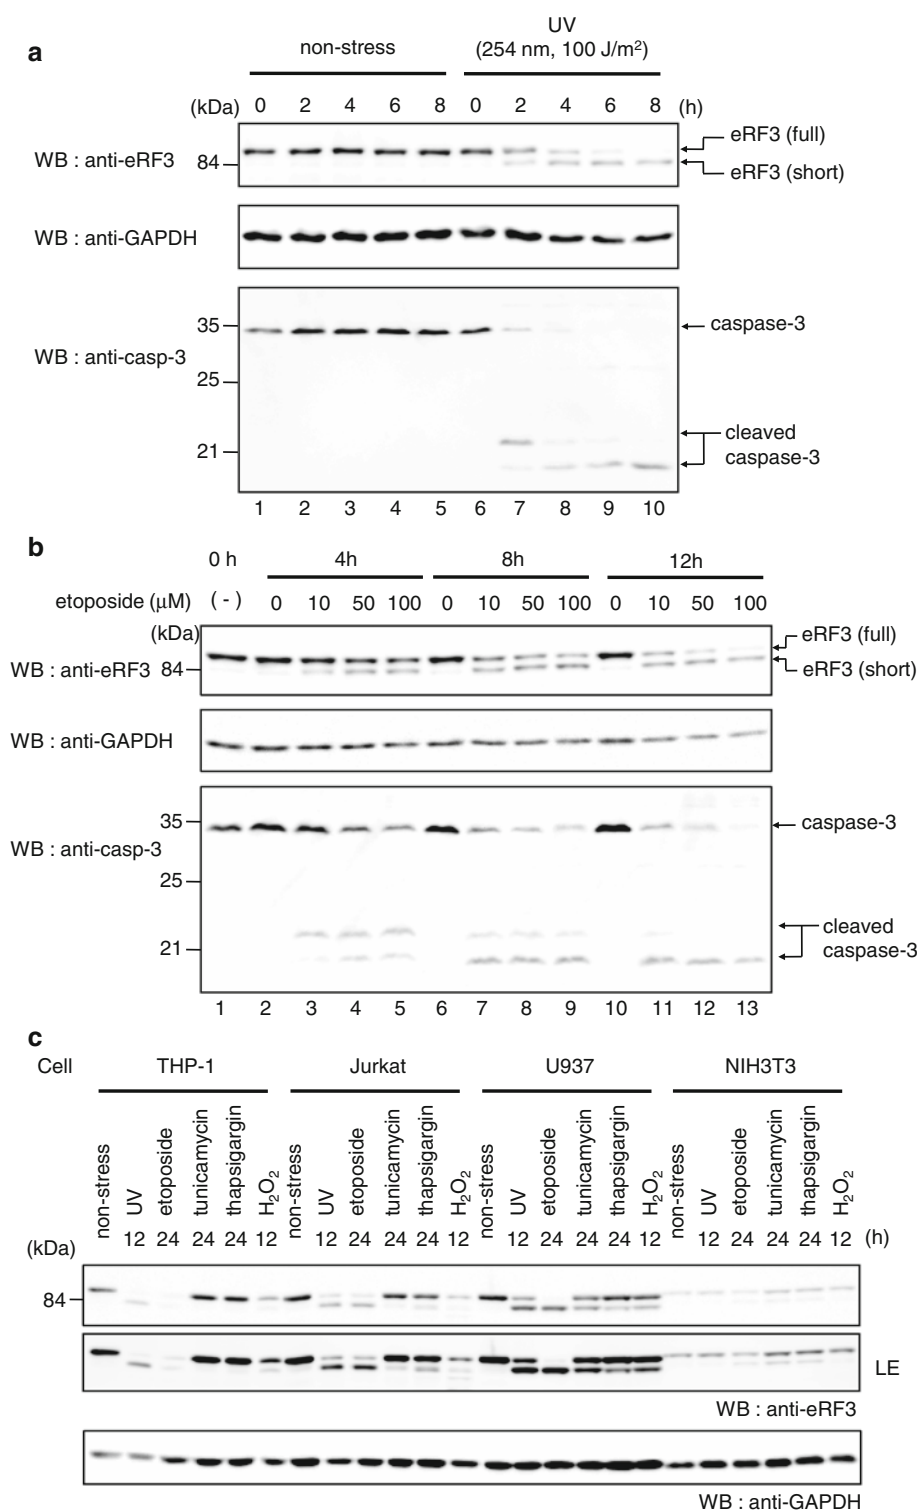 a
non-stress
UV
(254 nm, 100 J/m²)
(kDa) 0 2 4 6 8 0 2 4 6 8 (h)
WB : anti-eRF3
84
eRF3 (full)
eRF3 (short)
WB : anti-GAPDH
35
caspase-3
WB : anti-casp-3
25
21
cleaved
caspase-3
1 2 3 4 5 6 7 8 9 10
b
0 h 4h 8h 12h
etoposide (µM) (-) 0 10 50 100 0 10 50 100 0 10 50 100
(kDa)
WB : anti-eRF3
84
eRF3 (full)
eRF3 (short)
WB : anti-GAPDH
35
caspase-3
WB : anti-casp-3
25
21
cleaved
caspase-3
1 2 3 4 5 6 7 8 9 10 11 12 13
c
Cell THP-1 Jurkat U937 NIH3T3
non-stress UV etoposide tunicamycin thapsigargin H₂O₂ non-stress UV etoposide tunicamycin thapsigargin H₂O₂ non-stress UV etoposide tunicamycin thapsigargin H₂O₂ non-stress UV etoposide tunicamycin thapsigargin H₂O₂
12 24 24 24 12 12 24 24 24 12 12 24 24 24 12 12 24 24 24 12 (h)
(kDa)
84
LE
WB : anti-eRF3
WB : anti-GAPDH